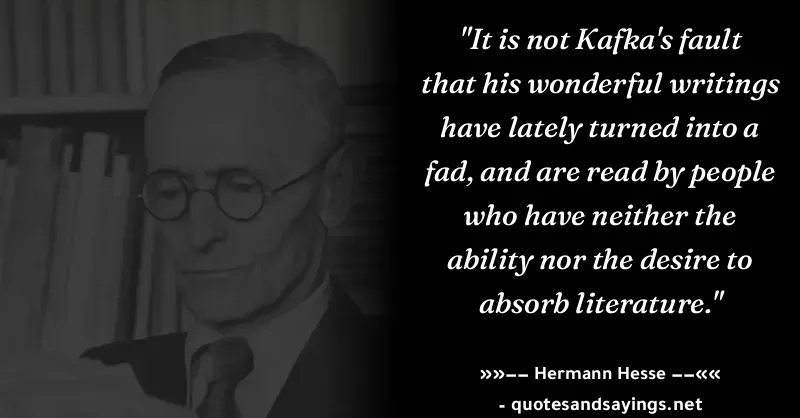 "It is not Kafka's fault
that his wonderful writings
have lately turned into a
fad, and are read by people
who have neither the
ability nor the desire to
absorb literature."
»»−− Hermann Hesse −−««
- quotesandsayings.net